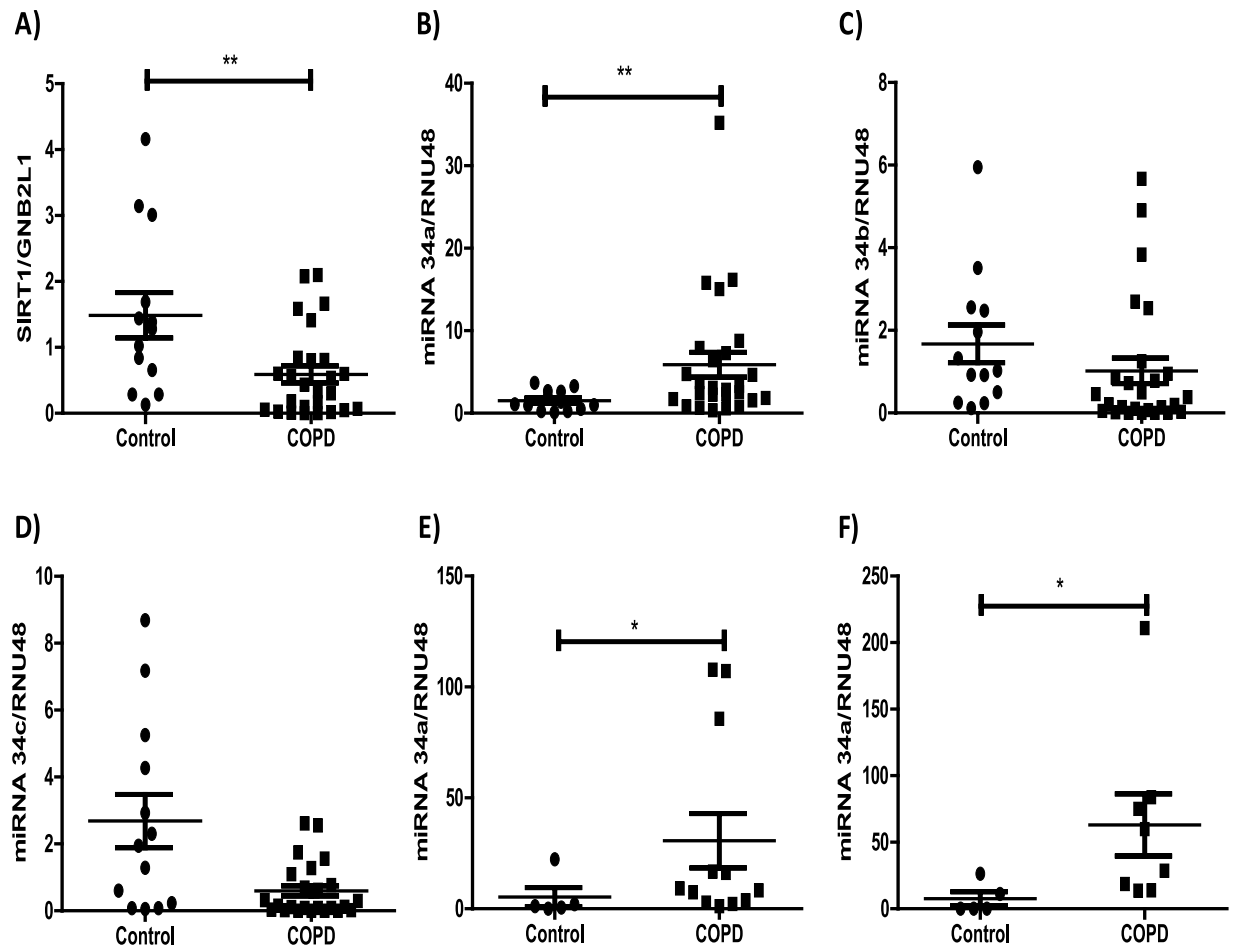 A)
SIRT1/GNB2L1
5
4
3
2
1
0
**
Control
COPD
B)
miRNA 34a/RNU48
40
30
20
10
0
**
Control
COPD
C)
miRNA 34b/RNU48
8
6
4
2
0
Control
COPD
D)
miRNA 34c/RNU48
10
8
6
4
2
0
Control
COPD
E)
miRNA 34a/RNU48
150
100
50
0
*
Control
COPD
F)
miRNA 34a/RNU48
250
200
150
100
50
0
*
Control
COPD